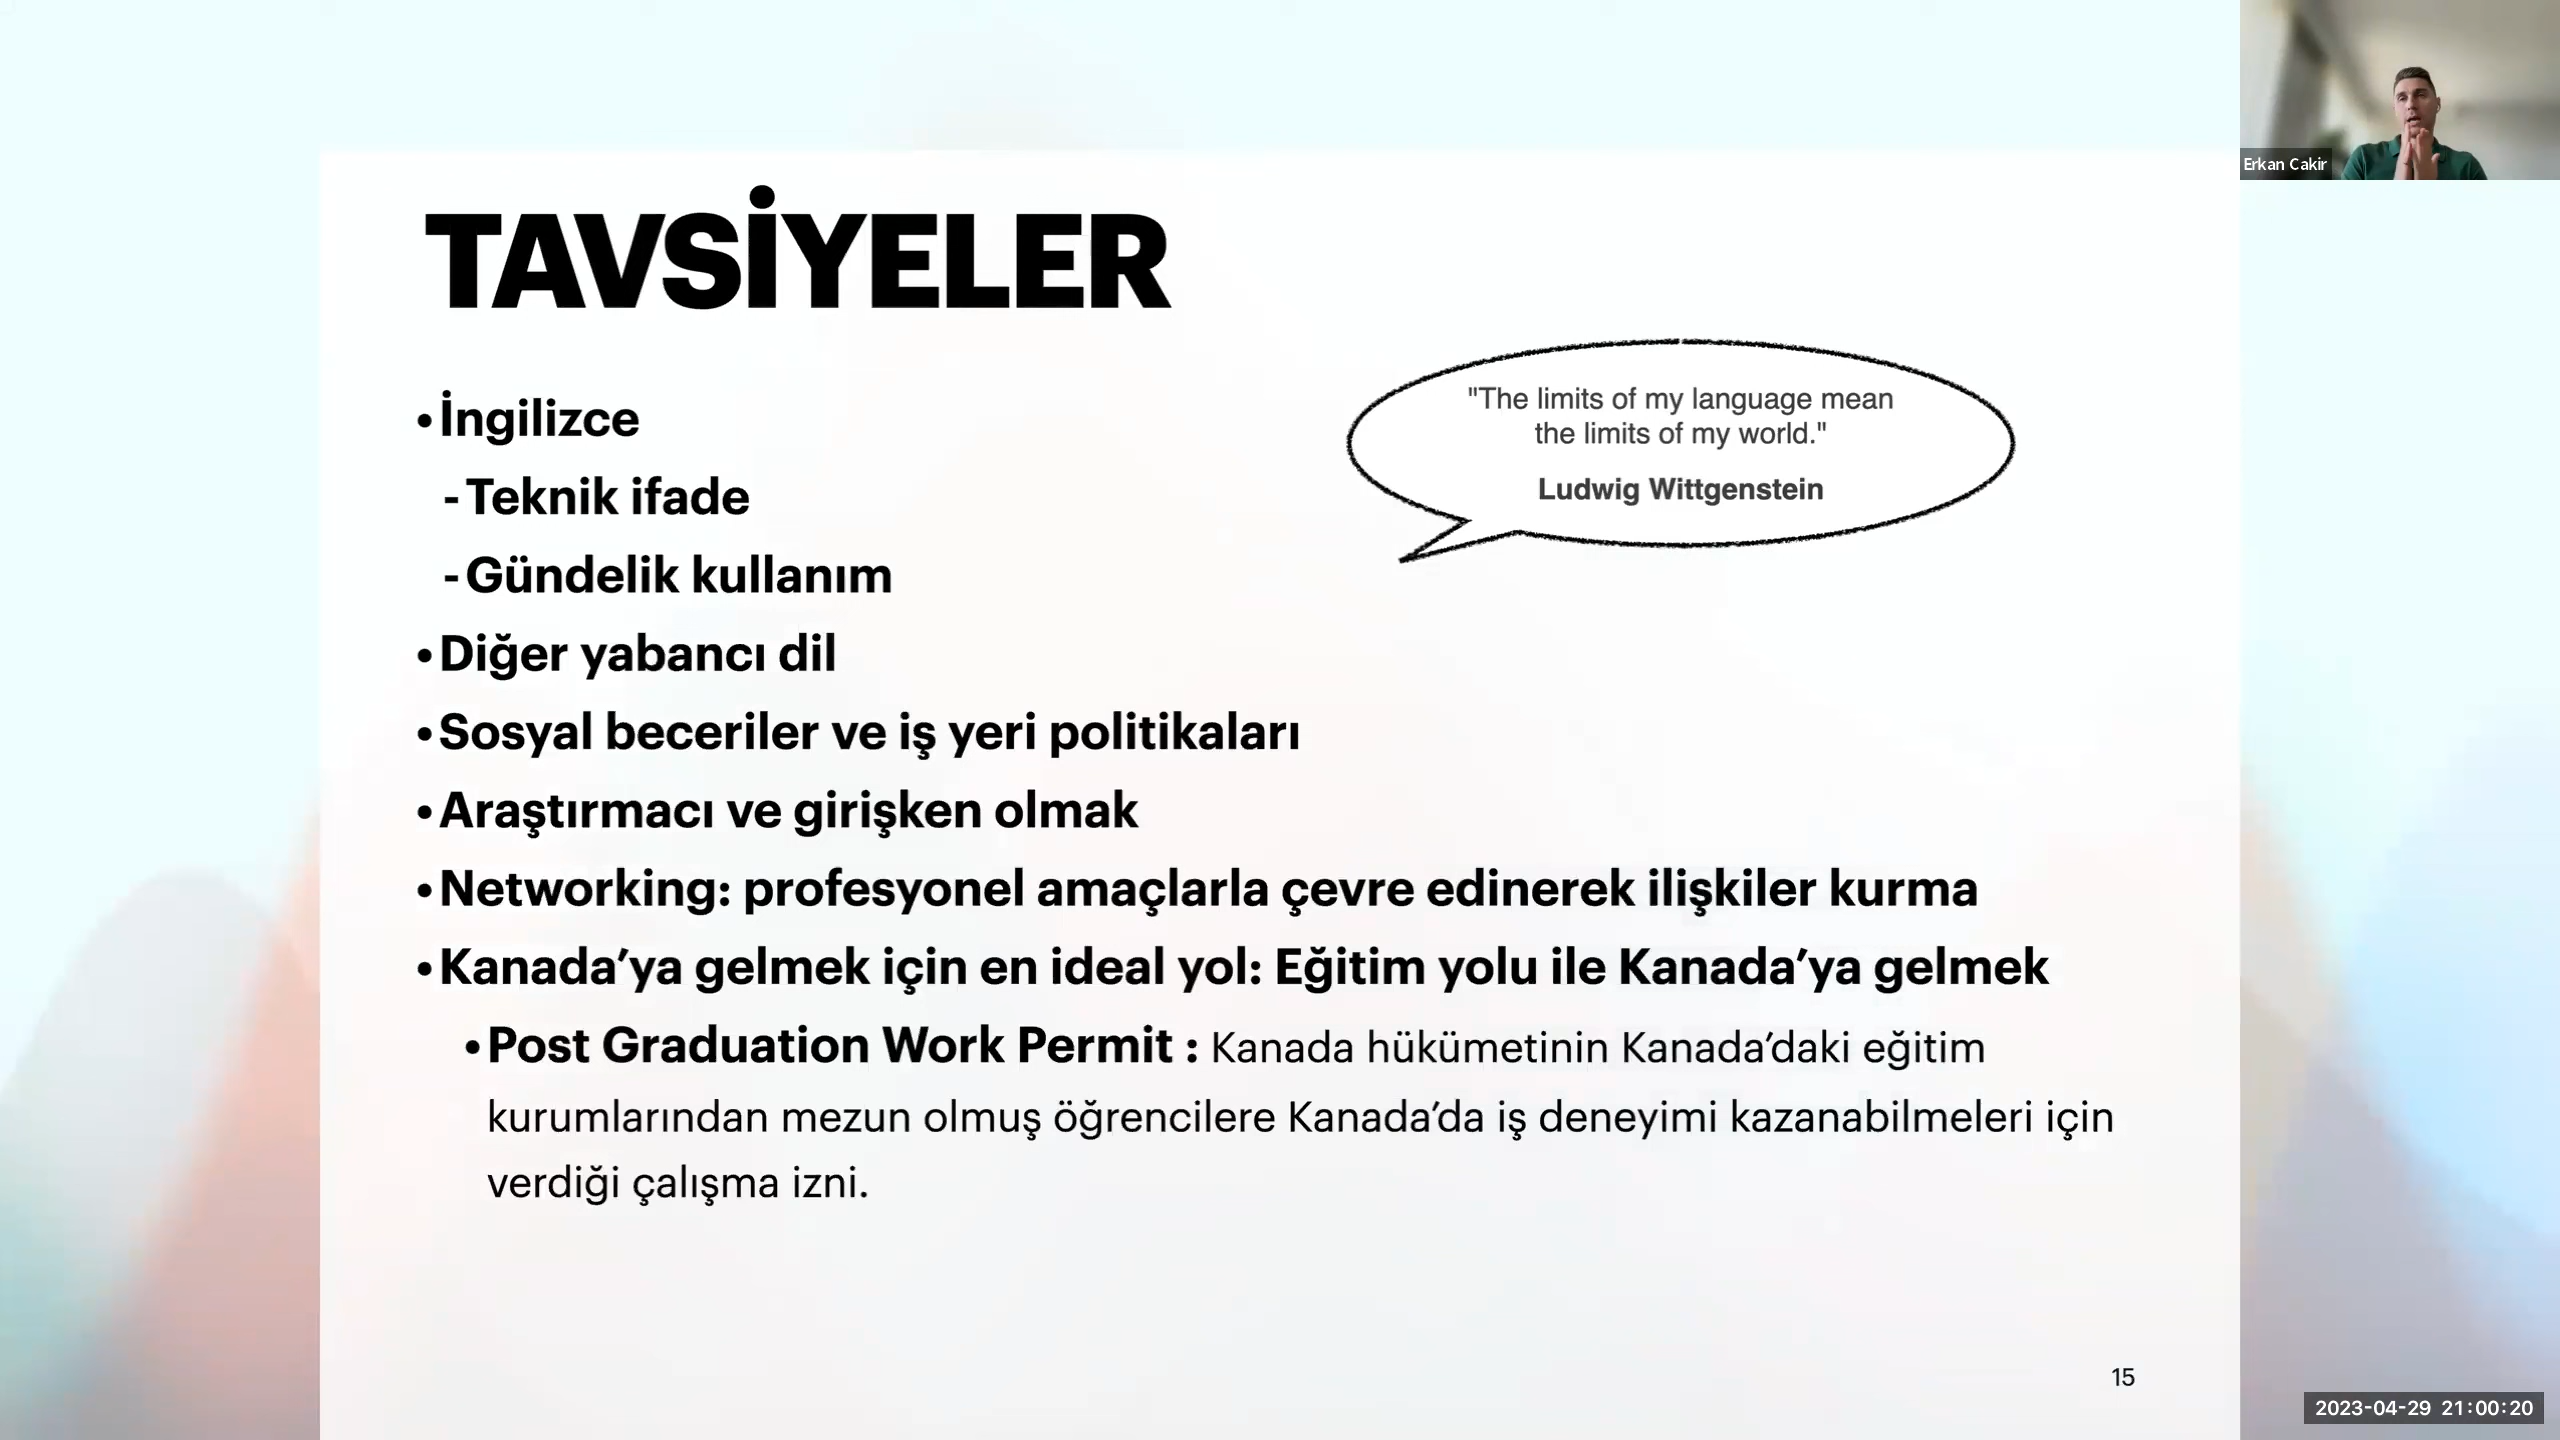 Erkan Cakir
TAVSİYELER
"The limits of my language mean
the limits of my world."
Ludwig Wittgenstein
•İngilizce
-Teknik ifade
-Gündelik kullanım
•Diğer yabancı dil
•Sosyal beceriler ve iş yeri politikaları
•Araştırmacı ve girişken olmak
•Networking: profesyonel amaçlarla çevre edinerek ilişkiler kurma
•Kanada’ya gelmek için en ideal yol: Eğitim yolu ile Kanada’ya gelmek
•Post Graduation Work Permit : Kanada hükümetinin Kanada’daki eğitim
kurumlarından mezun olmuş öğrencilere Kanada’da iş deneyimi kazanabilmeleri için
verdiği çalışma izni.
15
2023-04-29 21:00:20